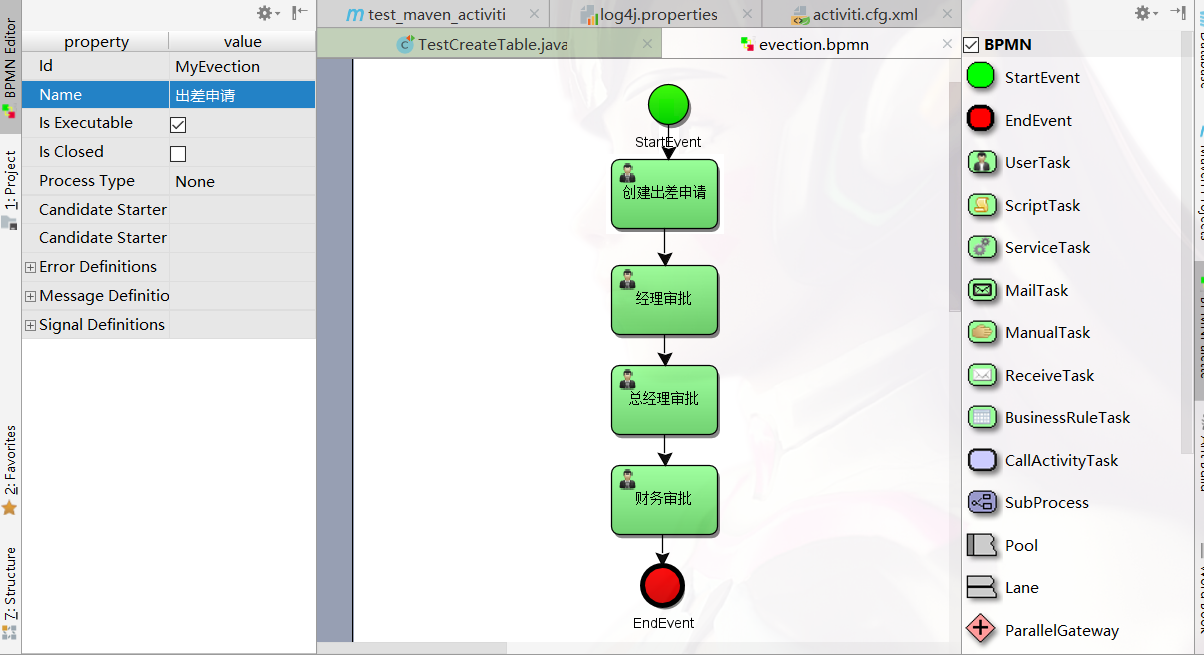 BPMN Editor
1: Project
2: Favorites
7: Structure
property value
Id MyEvection
Name 出差申请
Is Executable
Is Closed
Process Type None
Candidate Starter
Candidate Starter
Error Definitions
Message Definitio
Signal Definitions
test_maven_activiti
log4j.properties
activiti.cfg.xml
TestCreateTable.java
evection.bpmn
StartEvent
创建出差申请
经理审批
总经理审批
财务审批
EndEvent
BPMN
StartEvent
EndEvent
UserTask
ScriptTask
ServiceTask
MailTask
ManualTask
ReceiveTask
BusinessRuleTask
CallActivityTask
SubProcess
Pool
Lane
ParallelGateway